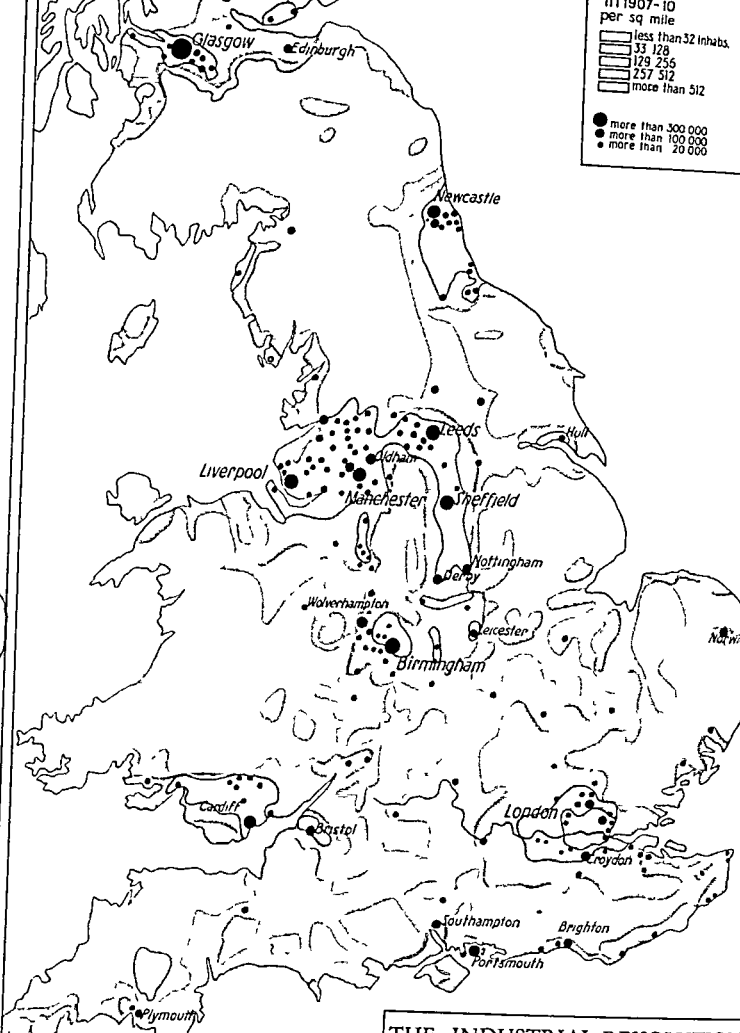 in 1907-10
per sq mile
less than 32 inhabs.
33 128
129 256
257 512
more than 512
more than 300 000
more than 100 000
more than 20 000
Glasgow
Edinburgh
Newcastle
Leeds
Hull
Oldham
Liverpool
Manchester
Sheffield
Nottingham
Derby
Wolverhampton
Leicester
Norwi
Birmingham
London
Cardiff
Bristol
Croydon
Southampton
Brighton
Portsmouth
Plymouth